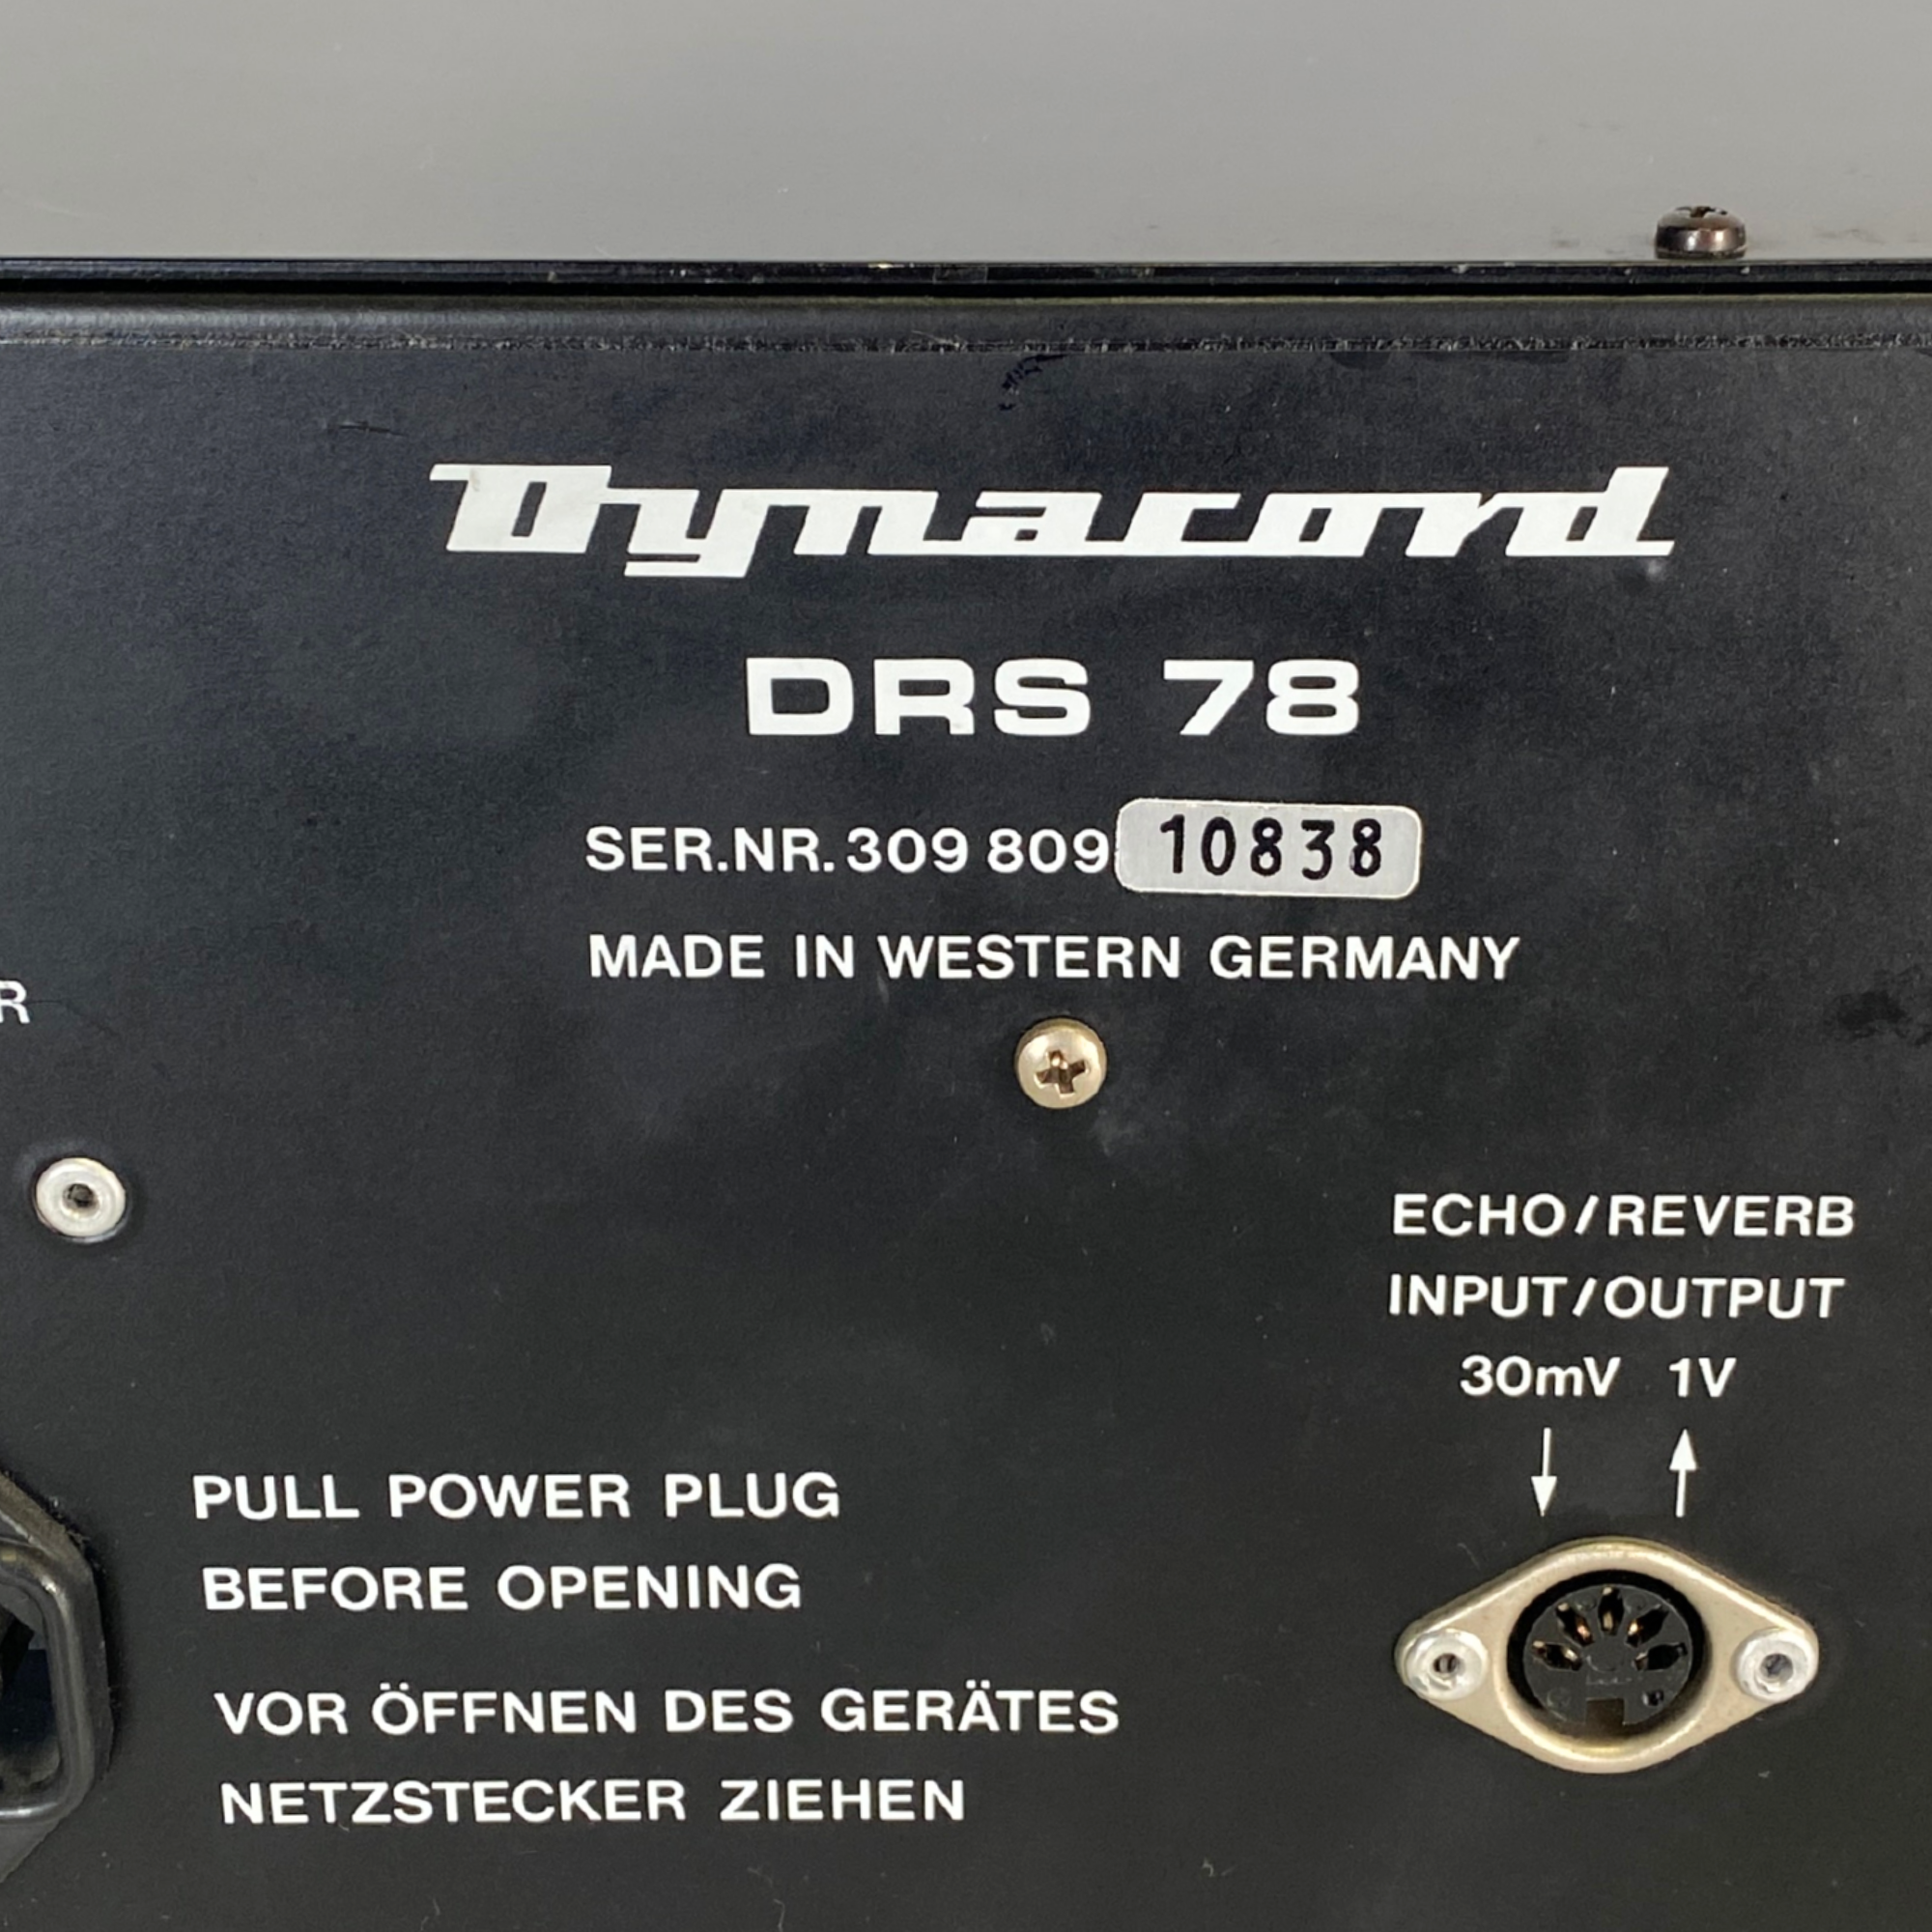 Dynacord
DRS 78
SER.NR. 309 809 10838
MADE IN WESTERN GERMANY
R
ECHO/REVERB
INPUT/OUTPUT
30mV 1V
PULL POWER PLUG
BEFORE OPENING
VOR ÖFFNEN DES GERÄTES
NETZSTECKER ZIEHEN